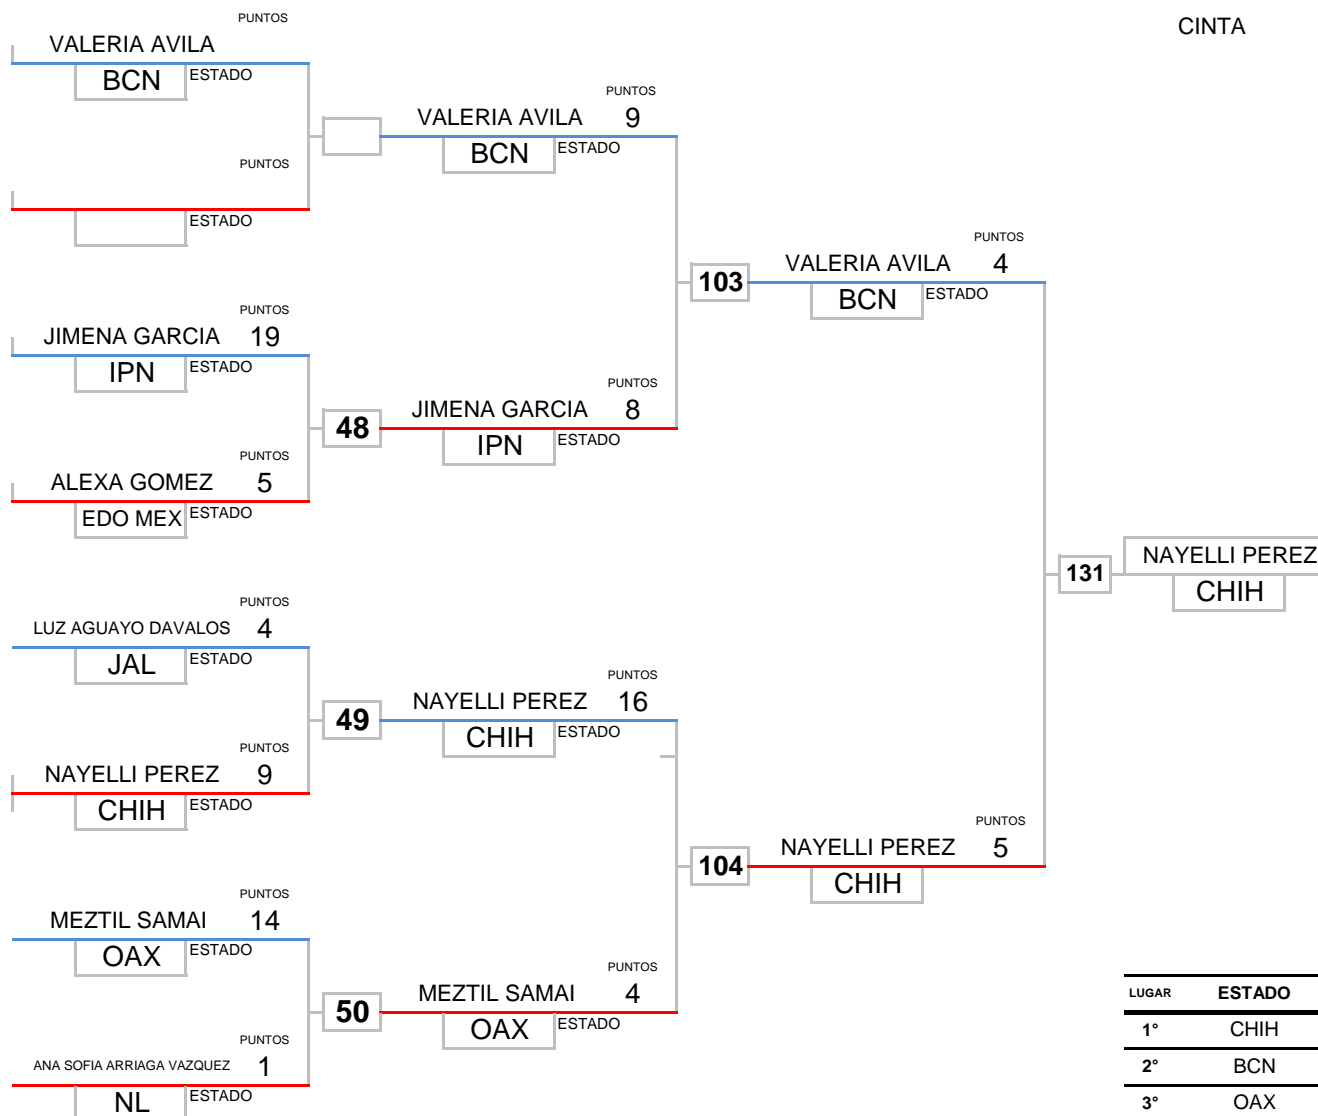 PUNTOS
CINTA
VALERIA AVILA
BCN ESTADO
PUNTOS
VALERIA AVILA 9
BCN ESTADO
PUNTOS
ESTADO
PUNTOS
VALERIA AVILA 4
103
BCN ESTADO
PUNTOS
JIMENA GARCIA 19
IPN ESTADO
PUNTOS
JIMENA GARCIA 8
48
IPN ESTADO
PUNTOS
ALEXA GOMEZ 5
EDO MEX ESTADO
NAYELLI PEREZ
131
CHIH
PUNTOS
LUZ AGUAYO DAVALOS 4
JAL ESTADO
PUNTOS
NAYELLI PEREZ 16
49
CHIH ESTADO
PUNTOS
NAYELLI PEREZ 9
CHIH ESTADO
PUNTOS
NAYELLI PEREZ 5
104
CHIH
PUNTOS
MEZTIL SAMAI 14
OAX ESTADO
PUNTOS
MEZTIL SAMAI 4
50
OAX ESTADO
PUNTOS
ANA SOFIA ARRIAGA VAZQUEZ 1
NL ESTADO
LUGAR ESTADO
1° CHIH
2° BCN
3° OAX